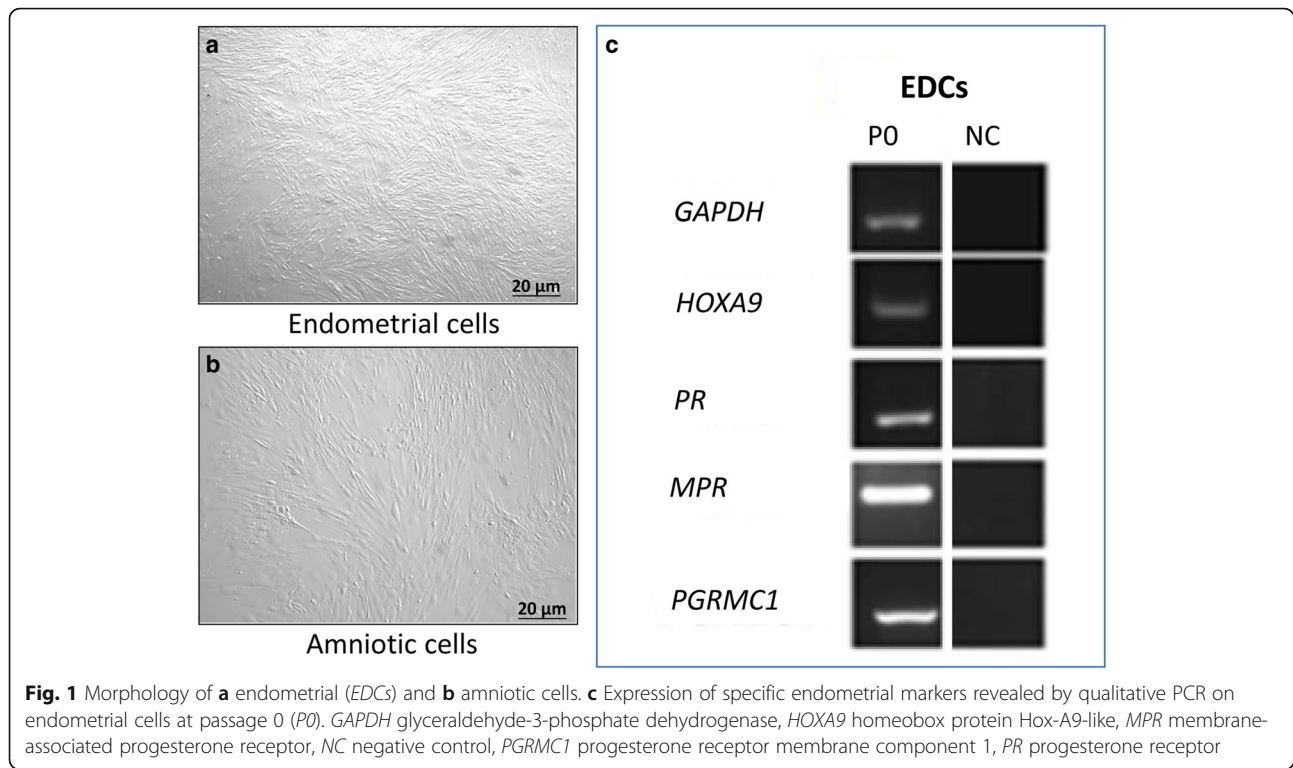 a
20 µm
Endometrial cells
b
20 µm
Amniotic cells
c
EDCs
P0 NC
GAPDH
HOXA9
PR
MPR
PGRMC1
Fig. 1 Morphology of a endometrial (EDCs) and b amniotic cells. c Expression of specific endometrial markers revealed by qualitative PCR on
endometrial cells at passage 0 (P0). GAPDH glyceraldehyde-3-phosphate dehydrogenase, HOXA9 homeobox protein Hox-A9-like, MPR membrane-
associated progesterone receptor, NC negative control, PGRMC1 progesterone receptor membrane component 1, PR progesterone receptor